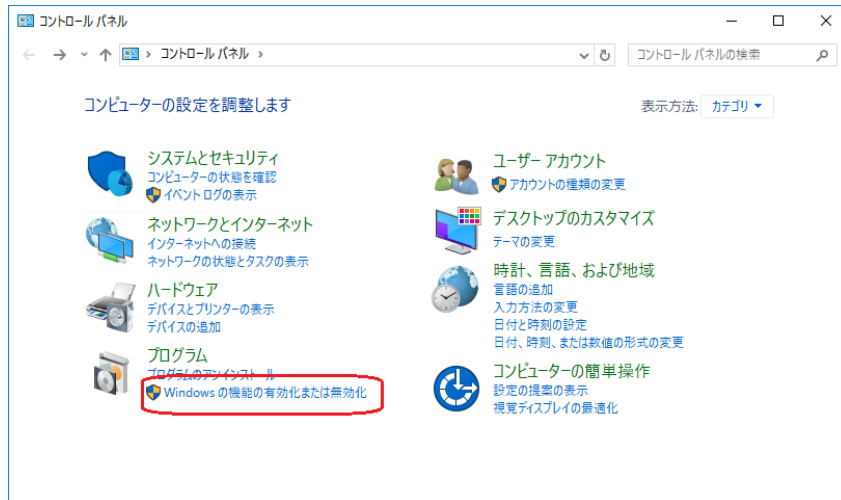 コントロール パネル
コントロール パネル
コントロール パネルの検索
コンピューターの設定を調整します
表示方法: カテゴリ
システムとセキュリティ
コンピューターの状態を確認
イベント ログの表示
ネットワークとインターネット
インターネットへの接続
ネットワークの状態とタスクの表示
ハードウェア
デバイスとプリンターの表示
デバイスの追加
プログラム
プログラムのアンインストール
Windows の機能の有効化または無効化
ユーザー アカウント
アカウントの種類の変更
デスクトップのカスタマイズ
テーマの変更
時計、言語、および地域
言語の追加
入力方法の変更
日付と時刻の設定
日付、時刻、または数値の形式の変更
コンピューターの簡単操作
設定の提案の表示
視覚ディスプレイの最適化